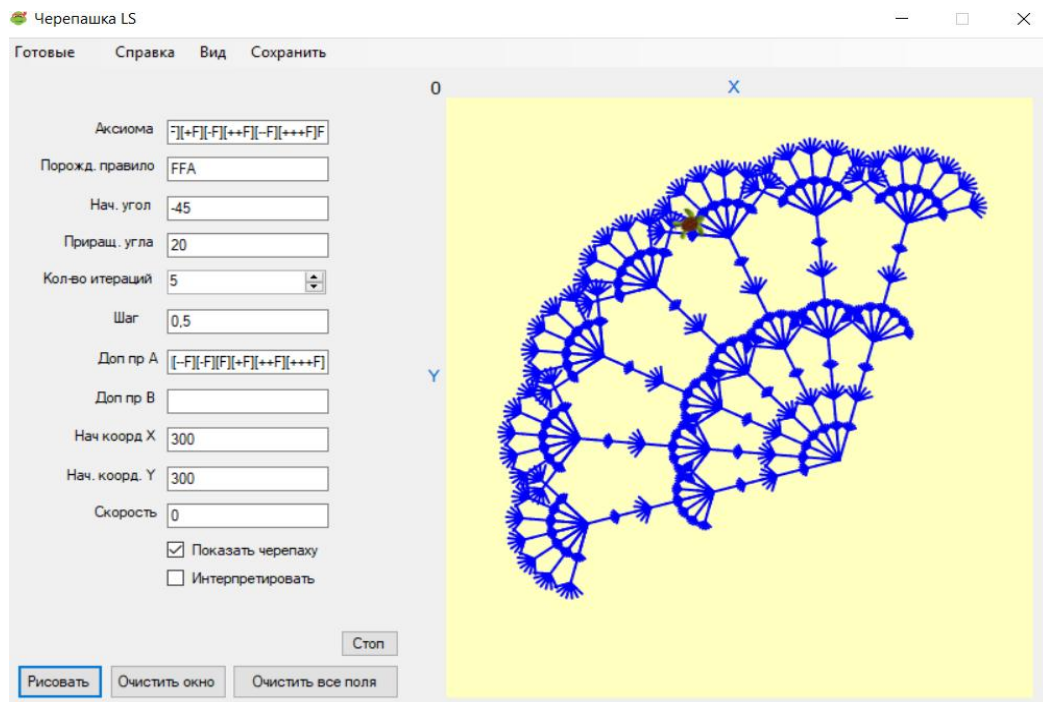 Черепашка LS
Готовые Справка Вид Сохранить
0 X
Аксиома F][+F][-F][++F][--F][+++F]F
Порожд. правило FFA
Нач. угол -45
Приращ. угла 20
Кол-во итераций 5
Шаг 0,5
Доп пр А [--F][-F][F][+F][++F][+++F]
Y
Доп пр В
Нач коорд X 300
Нач. коорд. Y 300
Скорость 0
Показать черепаху
Интерпретировать
Стоп
Рисовать Очистить окно Очистить все поля